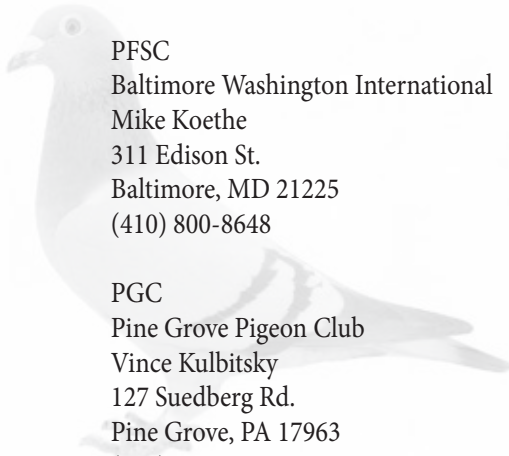 PFSC
Baltimore Washington International
Mike Koethe
311 Edison St.
Baltimore, MD 21225
(410) 800-8648
PGC
Pine Grove Pigeon Club
Vince Kulbitsky
127 Suedberg Rd.
Pine Grove, PA 17963